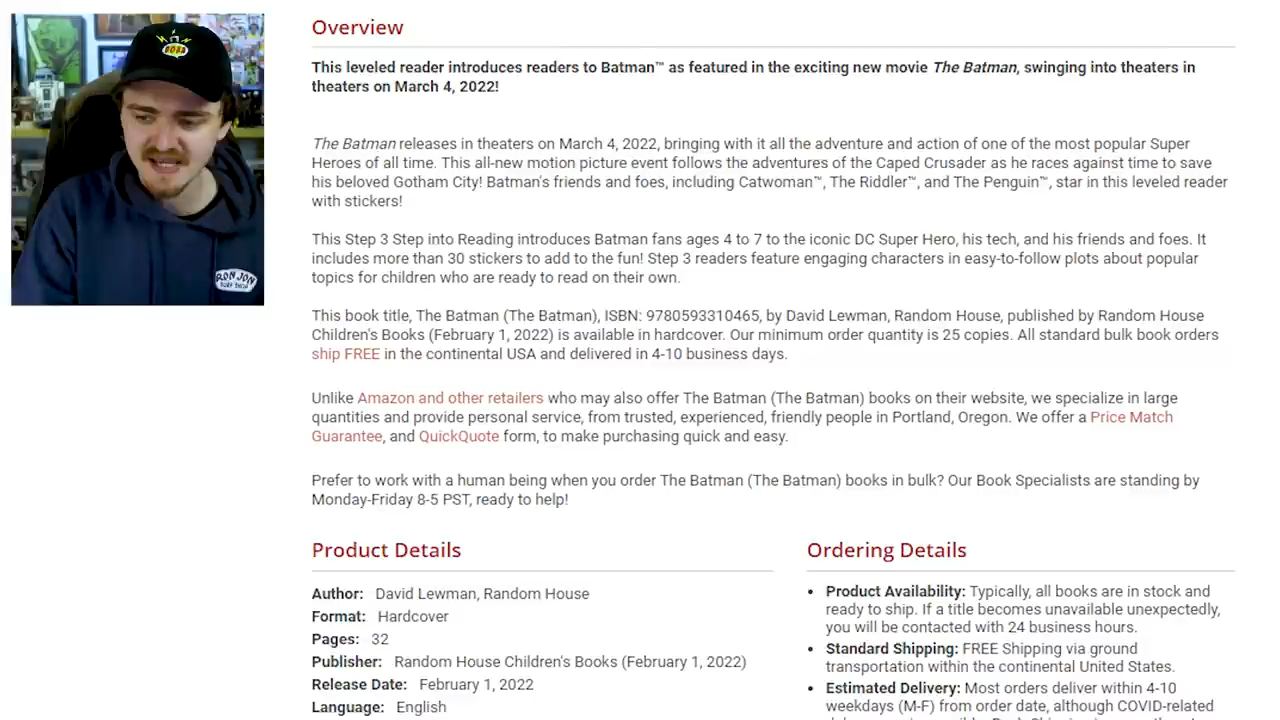 BOBA
RON JON
SURF SHOP
Overview
This leveled reader introduces readers to Batman™ as featured in the exciting new movie The Batman, swinging into theaters in
theaters on March 4, 2022!
The Batman releases in theaters on March 4, 2022, bringing with it all the adventure and action of one of the most popular Super
Heroes of all time. This all-new motion picture event follows the adventures of the Caped Crusader as he races against time to save
his beloved Gotham City! Batman's friends and foes, including Catwoman™, The Riddler™, and The Penguin™, star in this leveled reader
with stickers!
This Step 3 Step into Reading introduces Batman fans ages 4 to 7 to the iconic DC Super Hero, his tech, and his friends and foes. It
includes more than 30 stickers to add to the fun! Step 3 readers feature engaging characters in easy-to-follow plots about popular
topics for children who are ready to read on their own.
This book title, The Batman (The Batman), ISBN: 9780593310465, by David Lewman, Random House, published by Random House
Children's Books (February 1, 2022) is available in hardcover. Our minimum order quantity is 25 copies. All standard bulk book orders
ship FREE in the continental USA and delivered in 4-10 business days.
Unlike Amazon and other retailers who may also offer The Batman (The Batman) books on their website, we specialize in large
quantities and provide personal service, from trusted, experienced, friendly people in Portland, Oregon. We offer a Price Match
Guarantee, and QuickQuote form, to make purchasing quick and easy.
Prefer to work with a human being when you order The Batman (The Batman) books in bulk? Our Book Specialists are standing by
Monday-Friday 8-5 PST, ready to help!
Product Details
Author: David Lewman, Random House
Format: Hardcover
Pages: 32
Publisher: Random House Children's Books (February 1, 2022)
Release Date: February 1, 2022
Language: English
Ordering Details
• Product Availability: Typically, all books are in stock and
ready to ship. If a title becomes unavailable unexpectedly,
you will be contacted with 24 business hours.
• Standard Shipping: FREE Shipping via ground
transportation within the continental United States.
• Estimated Delivery: Most orders deliver within 4-10
weekdays (M-F) from order date, although COVID-related